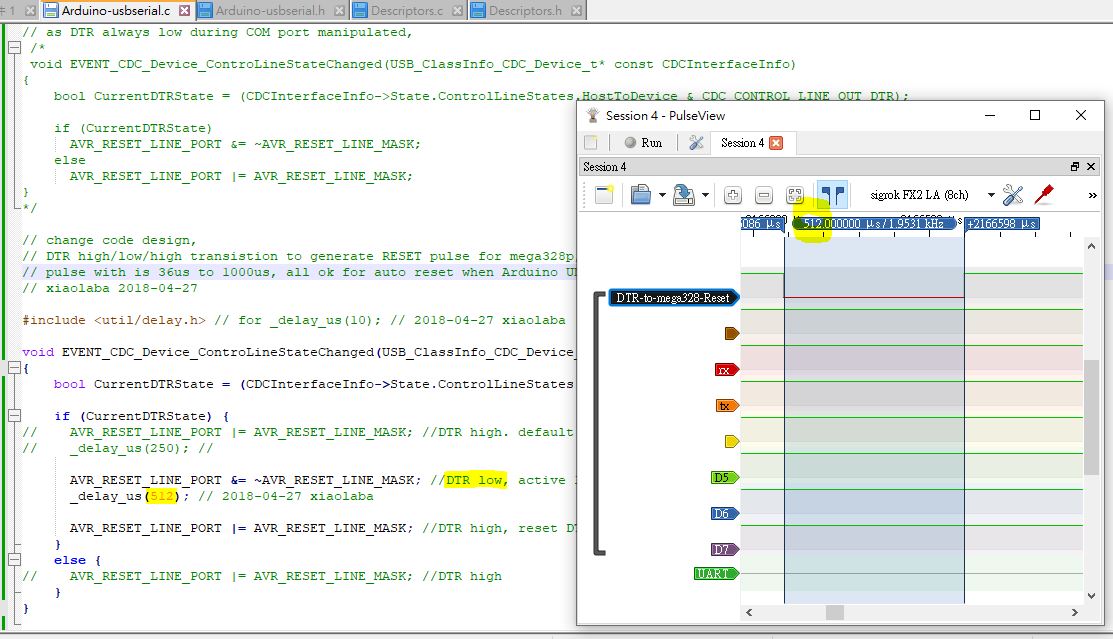 Arduino-usbserial.c
Arduino-usbserial.h
Descriptors.c
Descriptors.h
// as DTR always low during COM port manipulated,
/*
void EVENT_CDC_Device_ControLineStateChanged(USB_ClassInfo_CDC_Device_t* const CDCInterfaceInfo)
{
bool CurrentDTRState = (CDCInterfaceInfo->State.ControlLineStates.HostToDevice & CDC_CONTROL_LINE_OUT_DTR);
if (CurrentDTRState)
AVR_RESET_LINE_PORT &= ~AVR_RESET_LINE_MASK;
else
AVR_RESET_LINE_PORT |= AVR_RESET_LINE_MASK;
}
*/
// change code design,
// DTR high/low/high transistion to generate RESET pulse for mega328p
// pulse with is 36us to 1000us, all ok for auto reset when Arduino U
// xiaolaba 2018-04-27
#include <util/delay.h> // for _delay_us(10); // 2018-04-27 xiaolaba
void EVENT_CDC_Device_ControLineStateChanged(USB_ClassInfo_CDC_Device_
{
bool CurrentDTRState = (CDCInterfaceInfo->State.ControlLineStates
if (CurrentDTRState) {
// AVR_RESET_LINE_PORT |= AVR_RESET_LINE_MASK; //DTR high. default
// _delay_us(250); //
AVR_RESET_LINE_PORT &= ~AVR_RESET_LINE_MASK; //DTR low, active
_delay_us(512); // 2018-04-27 xiaolaba
AVR_RESET_LINE_PORT |= AVR_RESET_LINE_MASK; //DTR high, reset D
}
else {
// AVR_RESET_LINE_PORT |= AVR_RESET_LINE_MASK; //DTR high
}
}
Session 4 - PulseView
Run
Session 4
Session 4
sigrok FX2 LA (8ch)
»
086 µs
512.000000 µs / 1.9531 kHz
+2166598 µs
DTR-to-mega328-Reset
rx
tx
D5
D6
D7
UART